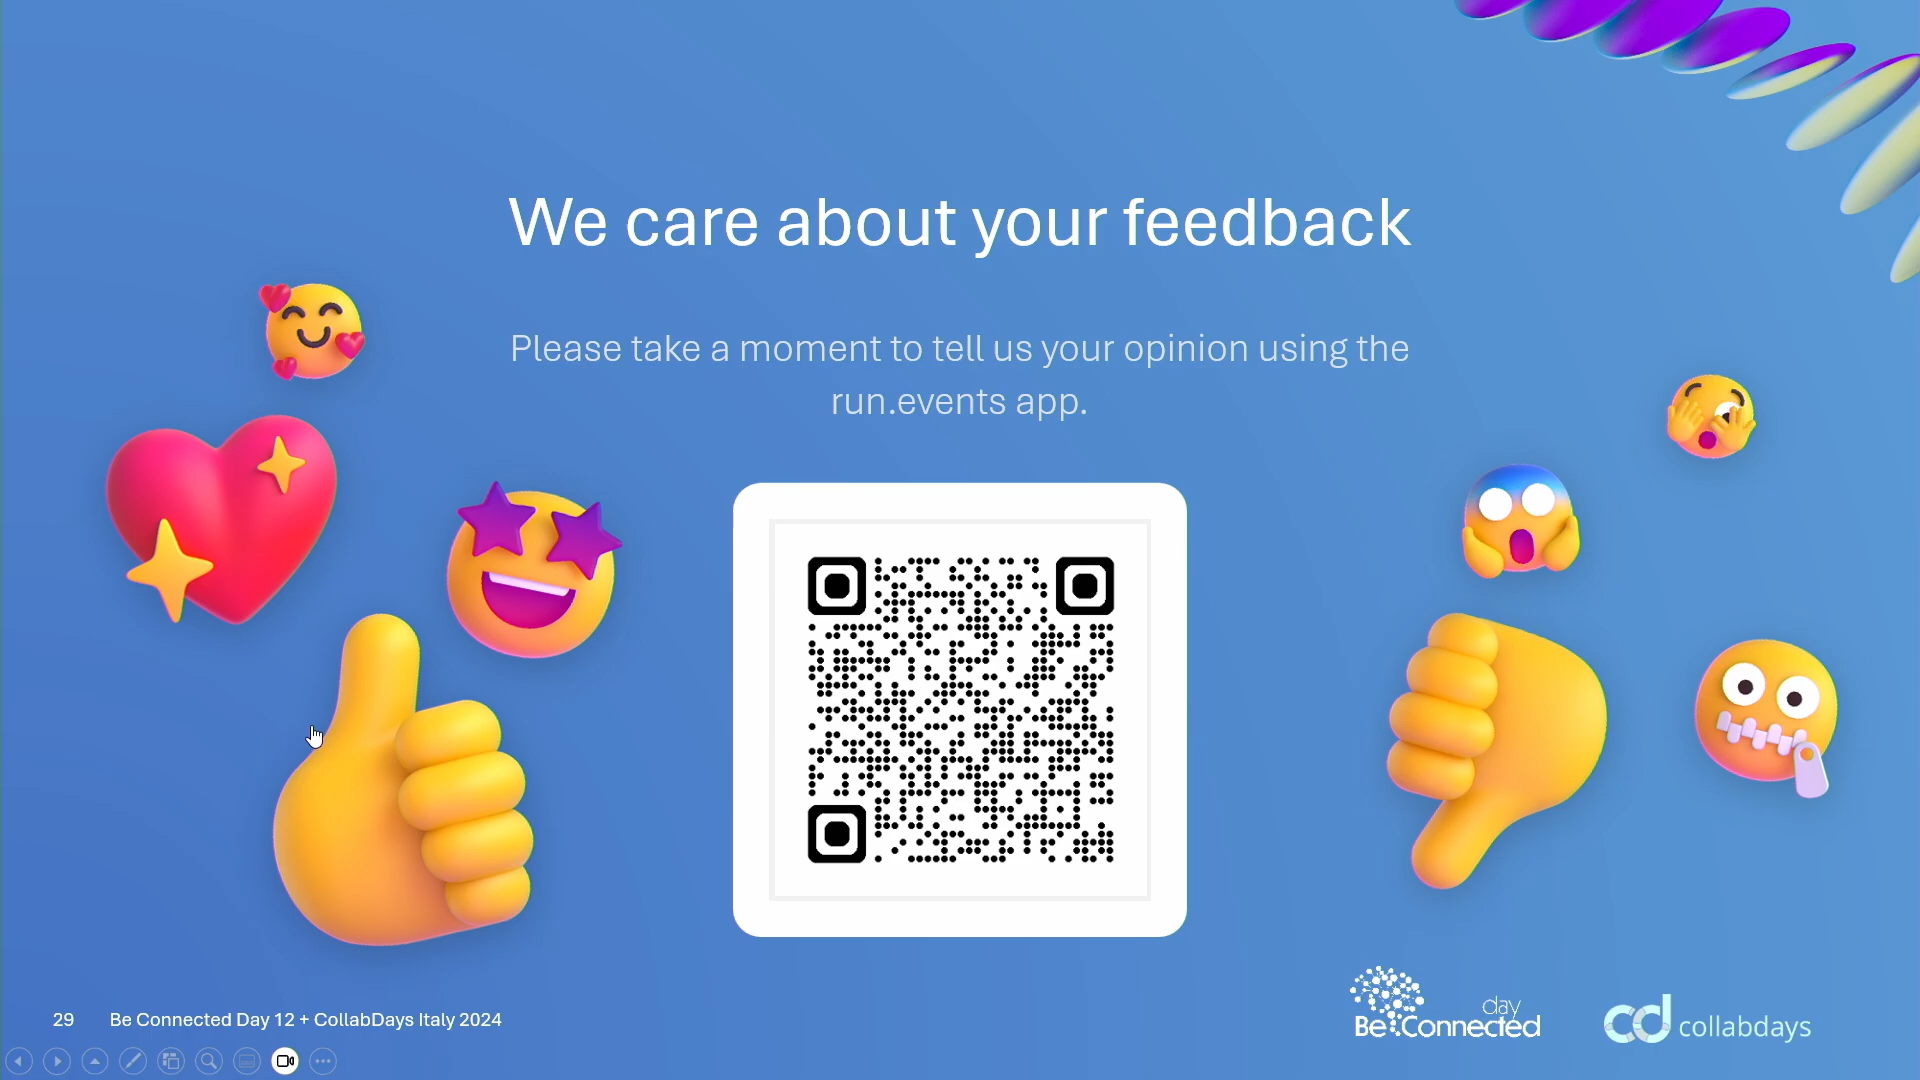 We care about your feedback
Please take a moment to tell us your opinion using the
run.events app.
29 Be Connected Day 12 + CollabDays Italy 2024
day
Be Connected
cd collabdays